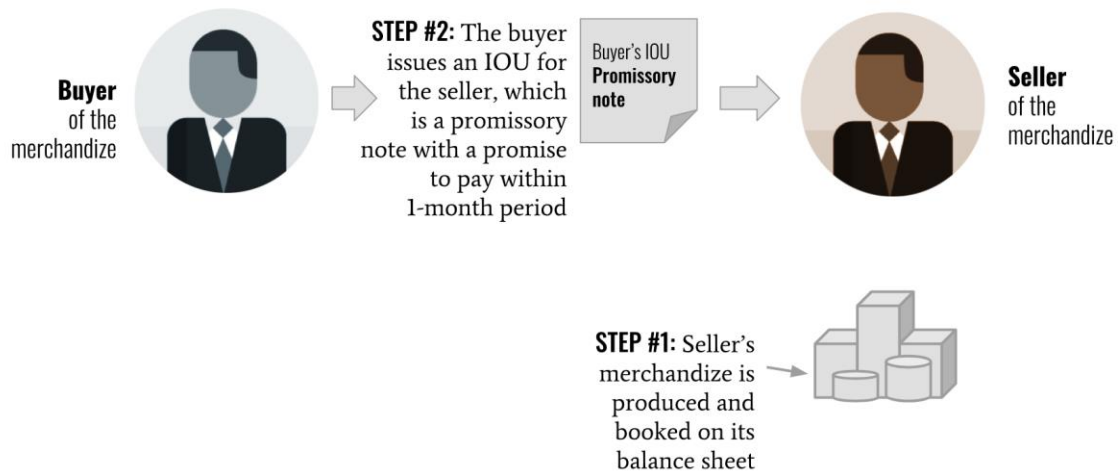 Buyer
of the
merchandize
STEP #2: The buyer
issues an IOU for
the seller, which
is a promissory
note with a promise
to pay within
1-month period
Buyer's IOU
Promissory
note
Seller
of the
merchandize
STEP #1: Seller's
merchandize is
produced and
booked on its
balance sheet